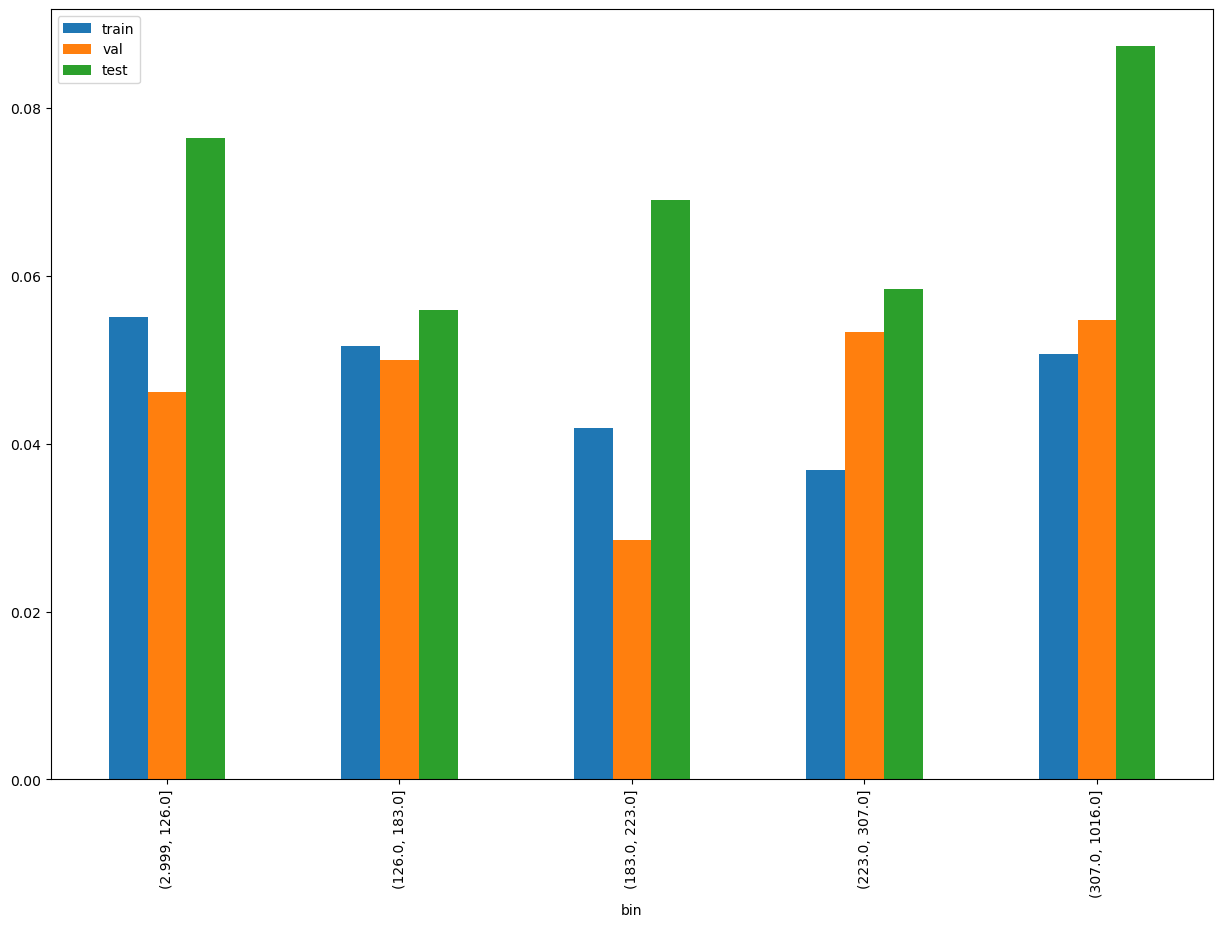 train
val
test
0.08
0.06
0.04
0.02
0.00
(2.999, 126.0]
(126.0, 183.0]
(183.0, 223.0]
(223.0, 307.0]
(307.0, 1016.0]
bin